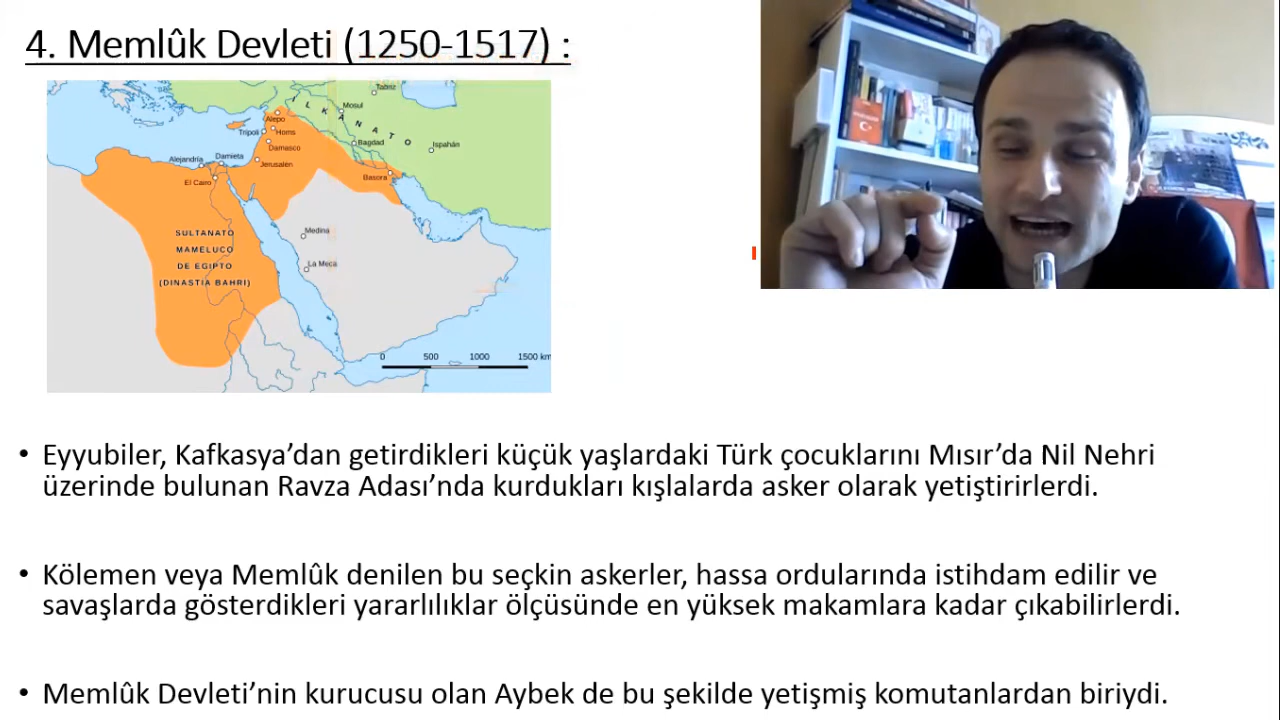 4. Memlûk Devleti (1250-1517) :
Tabriz
Mosul
ILKANATO
Alepo
Homs
Tripoli
Damasco
Bagdad
Ispahán
Alejandría
Damieta
Jerusalén
El Cairo
Basora
SULTANATO
MAMELUCO
DE EGIPTO
(DINASTIA BAHRI)
Medina
La Meca
0 500 1000 1500 km
• Eyyubiler, Kafkasya’dan getirdikleri küçük yaşlardaki Türk çocuklarını Mısır’da Nil Nehri
üzerinde bulunan Ravza Adası’nda kurdukları kışlalarda asker olarak yetiştirirlerdi.
• Kölemen veya Memlûk denilen bu seçkin askerler, hassa ordularında istihdam edilir ve
savaşlarda gösterdikleri yararlılıklar ölçüsünde en yüksek makamlara kadar çıkabilirlerdi.
• Memlûk Devleti’nin kurucusu olan Aybek de bu şekilde yetişmiş komutanlardan biriydi.